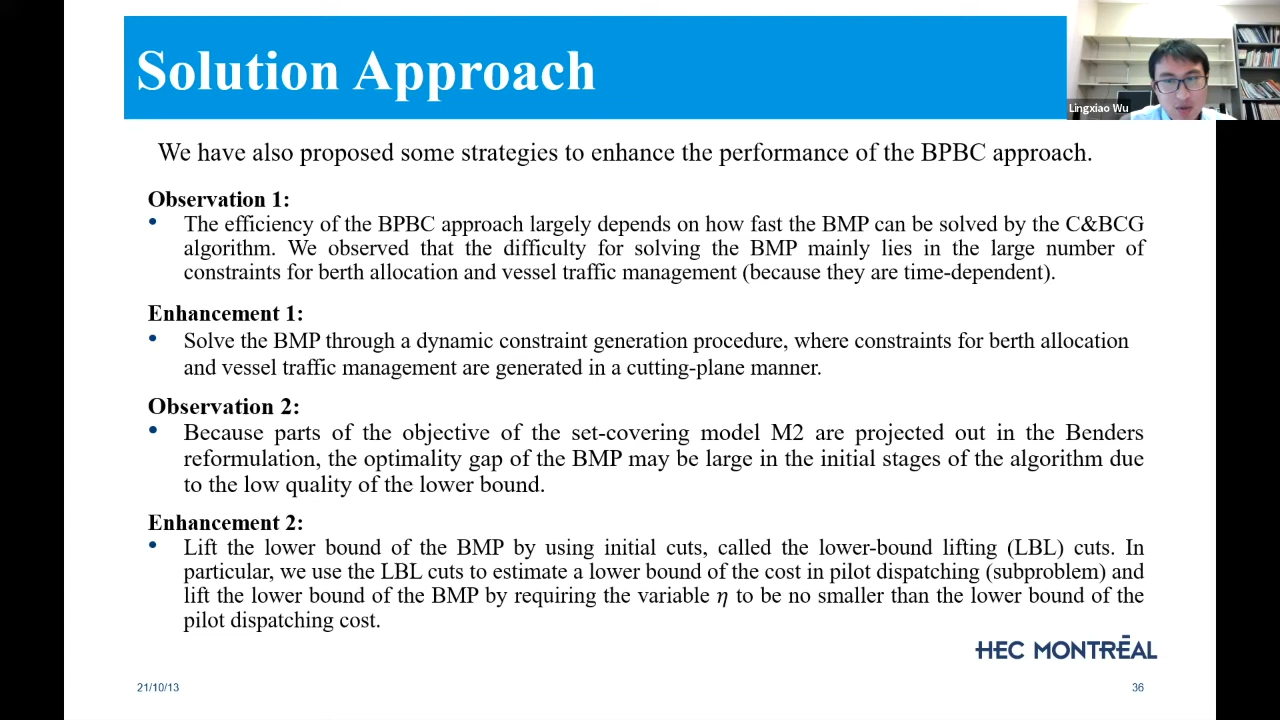 Solution Approach
Lingxiao Wu
We have also proposed some strategies to enhance the performance of the BPBC approach.
Observation 1:
• The efficiency of the BPBC approach largely depends on how fast the BMP can be solved by the C&BCG
algorithm. We observed that the difficulty for solving the BMP mainly lies in the large number of
constraints for berth allocation and vessel traffic management (because they are time-dependent).
Enhancement 1:
• Solve the BMP through a dynamic constraint generation procedure, where constraints for berth allocation
and vessel traffic management are generated in a cutting-plane manner.
Observation 2:
• Because parts of the objective of the set-covering model M2 are projected out in the Benders
reformulation, the optimality gap of the BMP may be large in the initial stages of the algorithm due
to the low quality of the lower bound.
Enhancement 2:
• Lift the lower bound of the BMP by using initial cuts, called the lower-bound lifting (LBL) cuts. In
particular, we use the LBL cuts to estimate a lower bound of the cost in pilot dispatching (subproblem) and
lift the lower bound of the BMP by requiring the variable η to be no smaller than the lower bound of the
pilot dispatching cost.
HEC MONTRĒAL
21/10/13
36